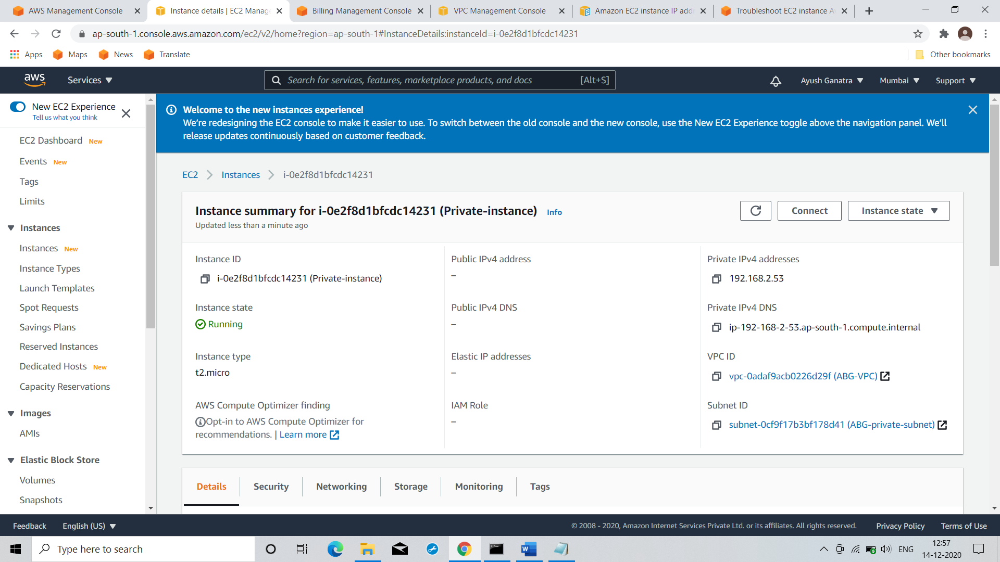 AWS Management Console
Instance details | EC2 Manag
Billing Management Console
VPC Management Console
Amazon EC2 instance IP addr
Troubleshoot EC2 instance A
ap-south-1.console.aws.amazon.com/ec2/v2/home?region=ap-south-1#InstanceDetails:instanceId=i-0e2f8d1bfcdc14231
Apps
Maps
News
Translate
Other bookmarks
aws
Services
Search for services, features, marketplace products, and docs
[Alt+S]
Ayush Ganatra
Mumbai
Support
New EC2 Experience
Tell us what you think
EC2 Dashboard New
Events New
Tags
Limits
Instances
Instances New
Instance Types
Launch Templates
Spot Requests
Savings Plans
Reserved Instances
Dedicated Hosts New
Capacity Reservations
Images
AMIs
Elastic Block Store
Volumes
Snapshots
Welcome to the new instances experience!
We're redesigning the EC2 console to make it easier to use. To switch between the old console and the new console, use the New EC2 Experience toggle above the navigation panel. We'll
release updates continuously based on customer feedback.
EC2
Instances
i-0e2f8d1bfcdc14231
Instance summary for i-0e2f8d1bfcdc14231 (Private-instance) Info
Updated less than a minute ago
Connect
Instance state
Instance ID
i-0e2f8d1bfcdc14231 (Private-instance)
Public IPv4 address
–
Private IPv4 addresses
192.168.2.53
Instance state
Running
Public IPv4 DNS
–
Private IPv4 DNS
ip-192-168-2-53.ap-south-1.compute.internal
Instance type
t2.micro
Elastic IP addresses
–
VPC ID
vpc-0adaf9acb0226d29f (ABG-VPC)
AWS Compute Optimizer finding
Opt-in to AWS Compute Optimizer for
recommendations. | Learn more
IAM Role
–
Subnet ID
subnet-0cf9f17b3bf178d41 (ABG-private-subnet)
Details
Security
Networking
Storage
Monitoring
Tags
Feedback
English (US)
© 2008 - 2020, Amazon Internet Services Private Ltd. or its affiliates. All rights reserved.
Privacy Policy
Terms of Use
Type here to search
ENG
12:57
14-12-2020